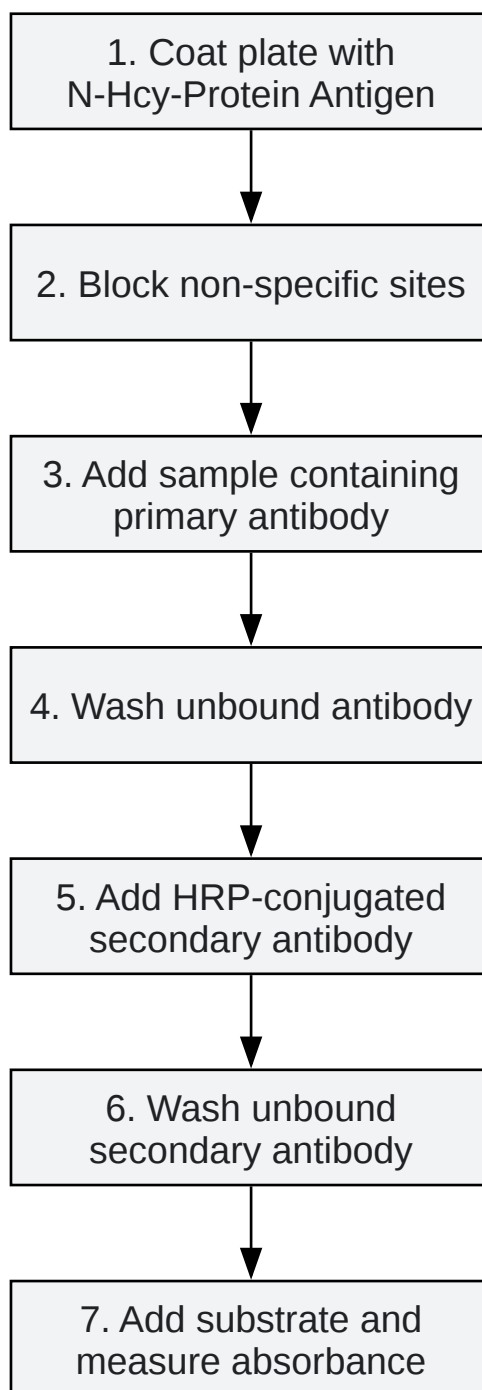 1. Coat plate with
N-Hcy-Protein Antigen
2. Block non-specific sites
3. Add sample containing
primary antibody
4. Wash unbound antibody
5. Add HRP-conjugated
secondary antibody
6. Wash unbound
secondary antibody
7. Add substrate and
measure absorbance